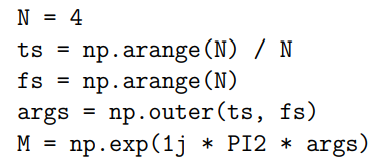 N = 4
ts = np.arange(N) / N
fs = np.arange(N)
args = np.outer(ts, fs)
M = np.exp(1j * PI2 * args)